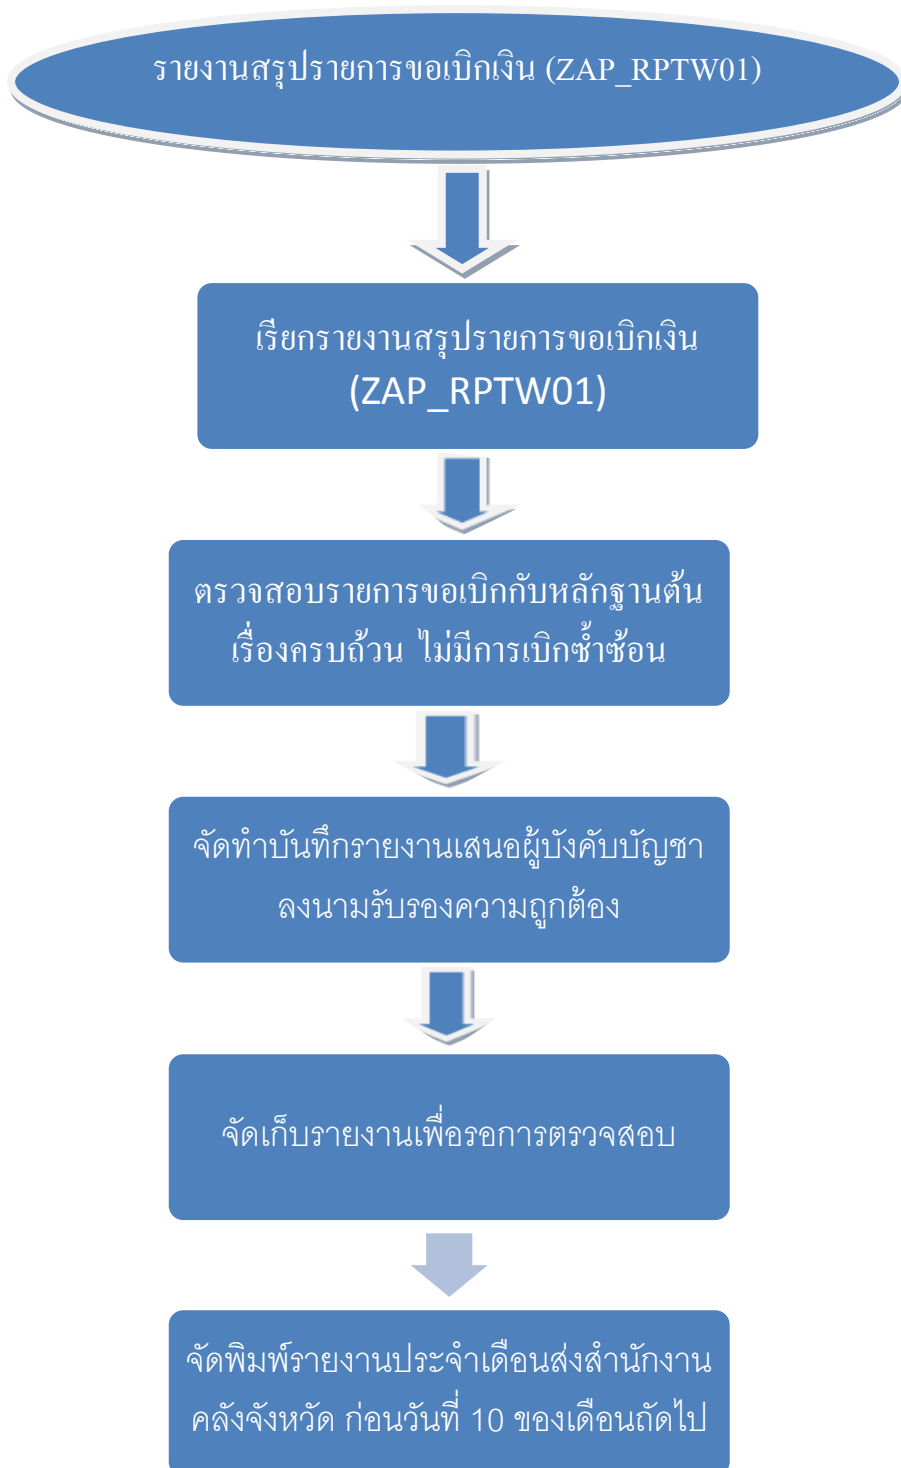 รายงานสรุปรายการขอเบิกเงิน (ZAP_RPTW01)
เรียกรายงานสรุปรายการขอเบิกเงิน
(ZAP_RPTW01)
ตรวจสอบรายการขอเบิกกับหลักฐานต้น
เรื่องครบถ้วน ไม่มีการเบิกซ้ำซ้อน
จัดทำบันทึกรายงานเสนอผู้บังคับบัญชา
ลงนามรับรองความถูกต้อง
จัดเก็บรายงานเพื่อรอการตรวจสอบ
จัดพิมพ์รายงานประจำเดือนส่งสำนักงาน
คลังจังหวัด ก่อนวันที่ 10 ของเดือนถัดไป